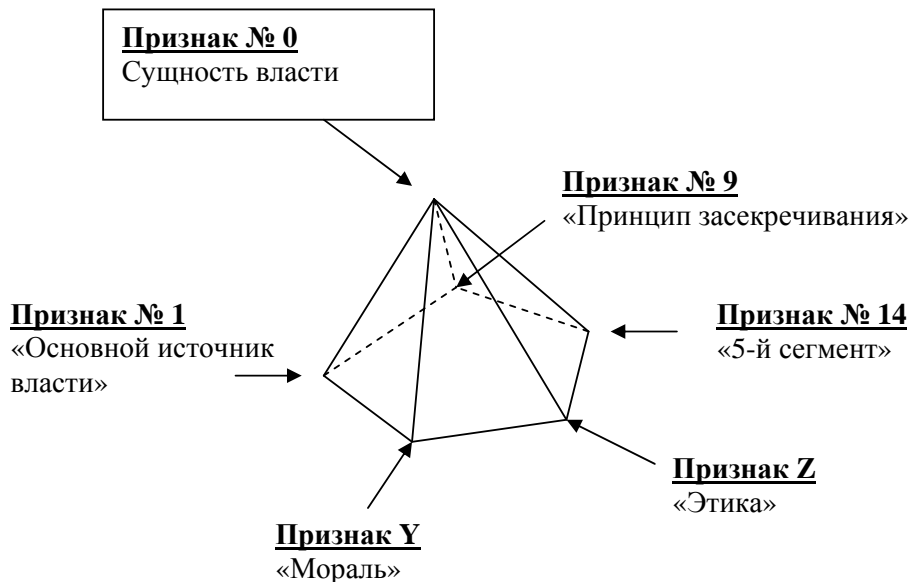 Признак № 0
Сущность власти
Признак № 9
«Принцип засекречивания»
Признак № 1
«Основной источник
власти»
Признак № 14
«5-й сегмент»
Признак Z
«Этика»
Признак Y
«Мораль»